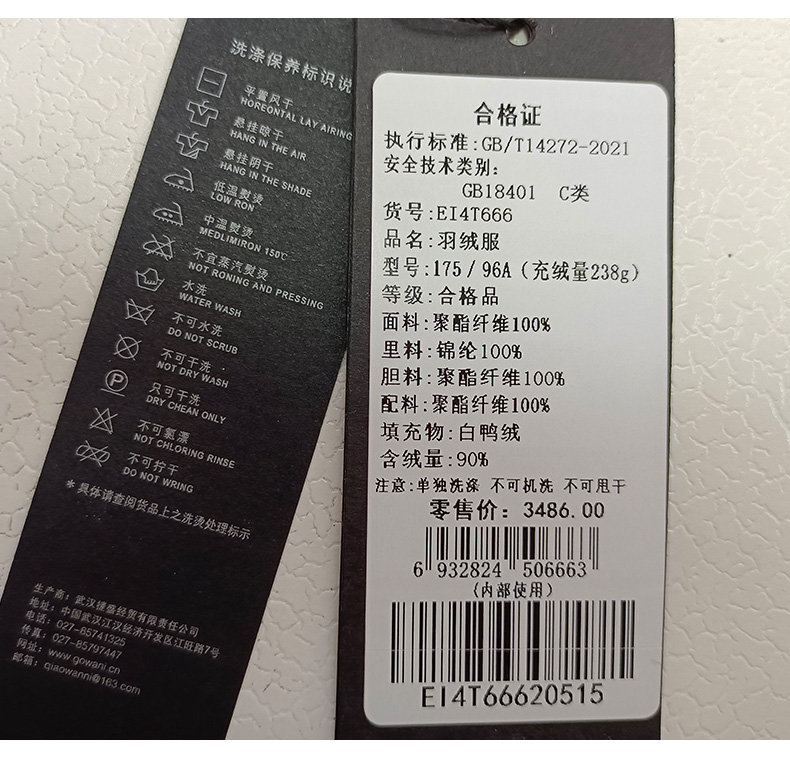 洗涤保养标识说
平置风干
NOREONTAL LAY AIRING
悬挂晾干
HANG IN THE AIR
悬挂阴干
HANG IN THE SHADE
低温熨烫
LOW RON
中温熨烫
MEDLIMIRON 150℃
不宜蒸汽熨烫
NOT RONING AND PRESSING
水洗
WATER WASH
不可水洗
DO NOT SCRUB
不可干洗
NOT DRY WASH
P
只可干洗
DRY CHEAN ONLY
不可氯漂
NOT CHLORING RINSE
不可拧干
DO NOT WRING
*具体请查阅货品上之洗烫处理标示
生产商：武汉捷盛经贸有限责任公司
地址：中国武汉江汉经济开发区江旺路7号
电话：027-85741325
传真：027-85797447
网址：www.gowani.cn
邮箱：qiaowanni@163.com
合格证
执行标准:GB/T14272-2021
安全技术类别:
GB18401 C类
货号:EI4T666
品名:羽绒服
型号:175/96A（充绒量238g）
等级:合格品
面料:聚酯纤维100%
里料:锦纶100%
胆料:聚酯纤维100%
配料:聚酯纤维100%
填充物:白鸭绒
含绒量:90%
注意:单独洗涤 不可机洗 不可甩干
零售价：3486.00
6 932824 506663
(内部使用)
EI4T66620515